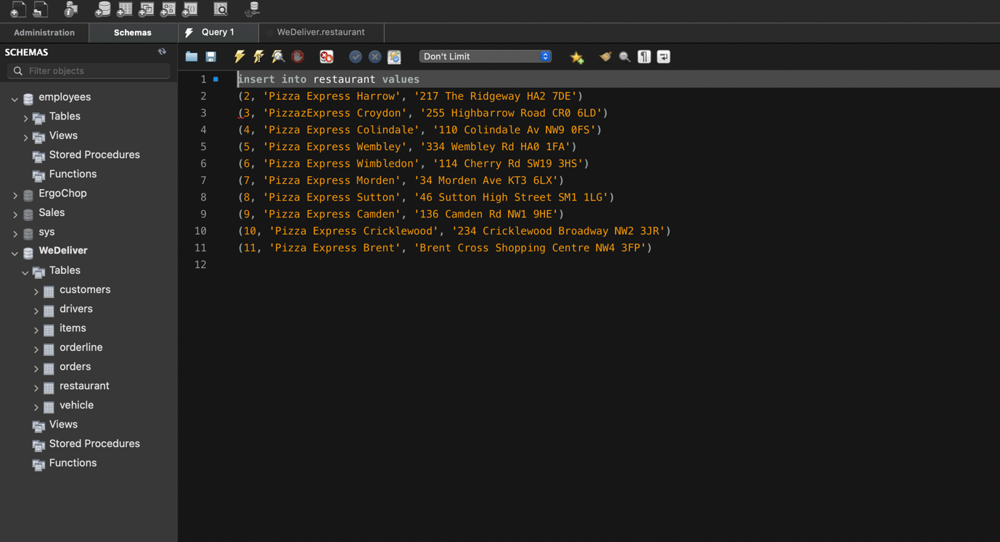 Administration
Schemas
Query 1
WeDeliver.restaurant
SCHEMAS
Filter objects
Don't Limit
employees
Tables
Views
Stored Procedures
Functions
ErgoChop
Sales
sys
WeDeliver
Tables
customers
drivers
items
orderline
orders
restaurant
vehicle
Views
Stored Procedures
Functions
1 insert into restaurant values
2 (2, 'Pizza Express Harrow', '217 The Ridgeway HA2 7DE')
3 (3, 'PizzazExpress Croydon', '255 Highbarrow Road CR0 6LD')
4 (4, 'Pizza Express Colindale', '110 Colindale Av NW9 0FS')
5 (5, 'Pizza Express Wembley', '334 Wembley Rd HA0 1FA')
6 (6, 'Pizza Express Wimbledon', '114 Cherry Rd SW19 3HS')
7 (7, 'Pizza Express Morden', '34 Morden Ave KT3 6LX')
8 (8, 'Pizza Express Sutton', '46 Sutton High Street SM1 1LG')
9 (9, 'Pizza Express Camden', '136 Camden Rd NW1 9HE')
10 (10, 'Pizza Express Cricklewood', '234 Cricklewood Broadway NW2 3JR')
11 (11, 'Pizza Express Brent', 'Brent Cross Shopping Centre NW4 3FP')
12